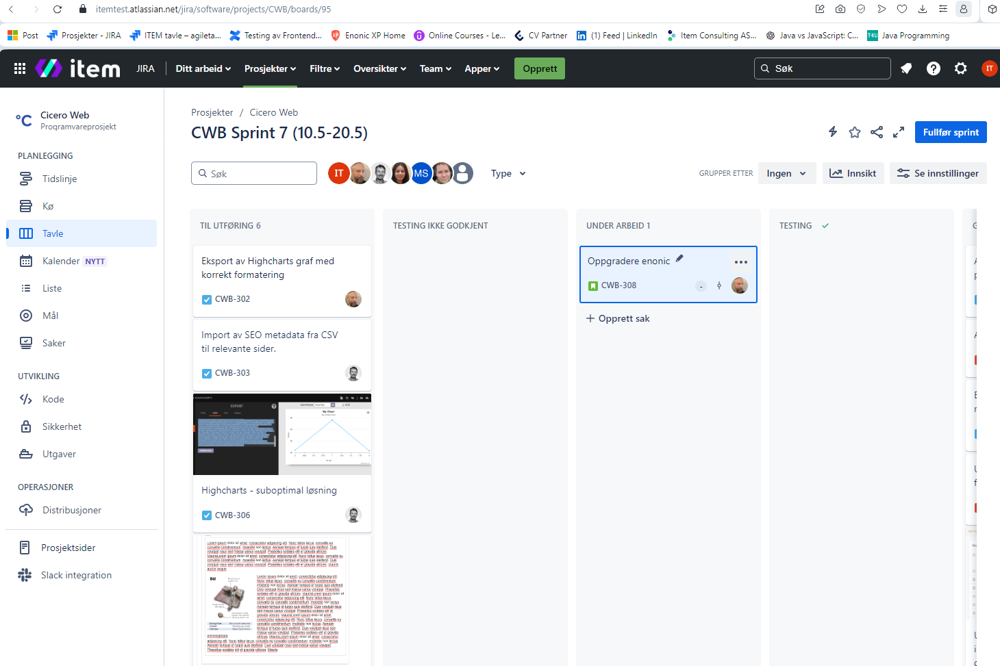 itemtest.atlassian.net/jira/software/projects/CWB/boards/95
Post
Prosjekter - JIRA
ITEM tavle – agileta...
Testing av Frontend...
Enonic XP Home
Online Courses - Le...
CV Partner
(1) Feed | LinkedIn
Item Consulting AS...
Java vs JavaScript: C...
Java Programming
item
JIRA
Ditt arbeid
Prosjekter
Filtre
Oversikter
Team
Apper
Opprett
Søk
IT
Cicero Web
Programvareprosjekt
PLANLEGGING
Tidslinje
Kø
Tavle
Kalender NYTT
Liste
Mål
Saker
UTVIKLING
Kode
Sikkerhet
Utgaver
OPERASJONER
Distribusjoner
Prosjektsider
Slack integration
Prosjekter / Cicero Web
CWB Sprint 7 (10.5-20.5)
Fullfør sprint
Søk
IT
MS
Type
GRUPPER ETTER
Ingen
Innsikt
Se innstillinger
TIL UTFØRING 6
Eksport av Highcharts graf med
korrekt formatering
CWB-302
Import av SEO metadata fra CSV
til relevante sider.
CWB-303
EXPORT
My Chart
Highcharts - suboptimal løsning
CWB-306
TESTING IKKE GODKJENT
UNDER ARBEID 1
Oppgradere enonic
CWB-308
-
+ Opprett sak
TESTING